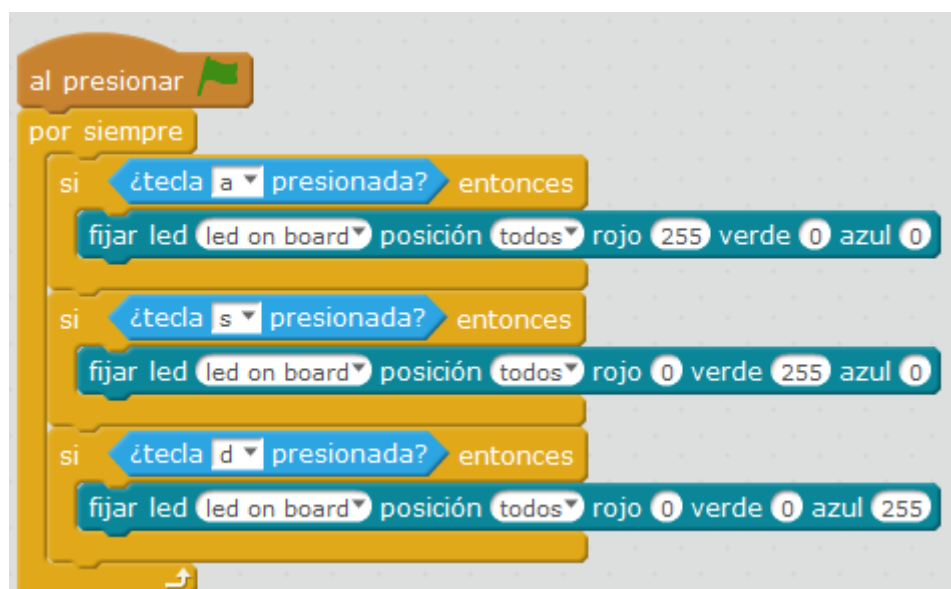 al presionar
por siempre
si ¿tecla a presionada? entonces
fijar led led on board posición todos rojo 255 verde 0 azul 0
si ¿tecla s presionada? entonces
fijar led led on board posición todos rojo 0 verde 255 azul 0
si ¿tecla d presionada? entonces
fijar led led on board posición todos rojo 0 verde 0 azul 255